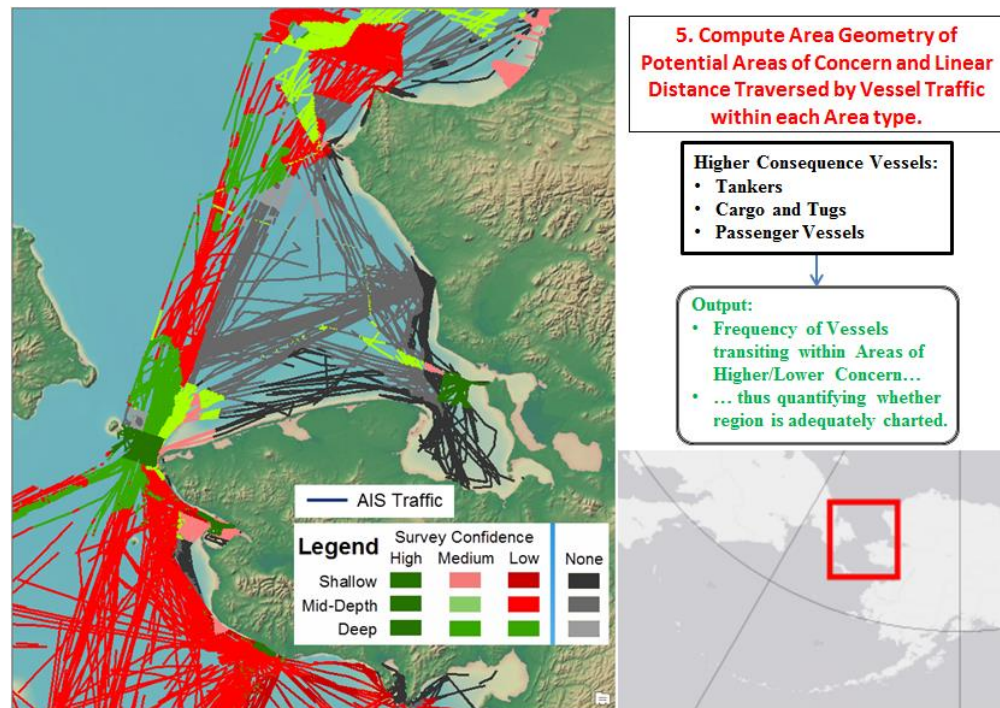 5. Compute Area Geometry of
Potential Areas of Concern and Linear
Distance Traversed by Vessel Traffic
within each Area type.
Higher Consequence Vessels:
• Tankers
• Cargo and Tugs
• Passenger Vessels
Output:
• Frequency of Vessels
transiting within Areas of
Higher/Lower Concern…
• … thus quantifying whether
region is adequately charted.
AIS Traffic
Legend
Survey Confidence
High Medium Low None
Shallow
Mid-Depth
Deep